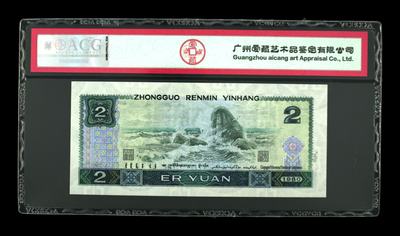 ACG
广州爱藏艺术品鉴定有限公司
Guangzhou aicang art Appraisal Co., Ltd.
ZHONGGUO RENMIN YINHANG
2
2
2
ER YUAN
1980